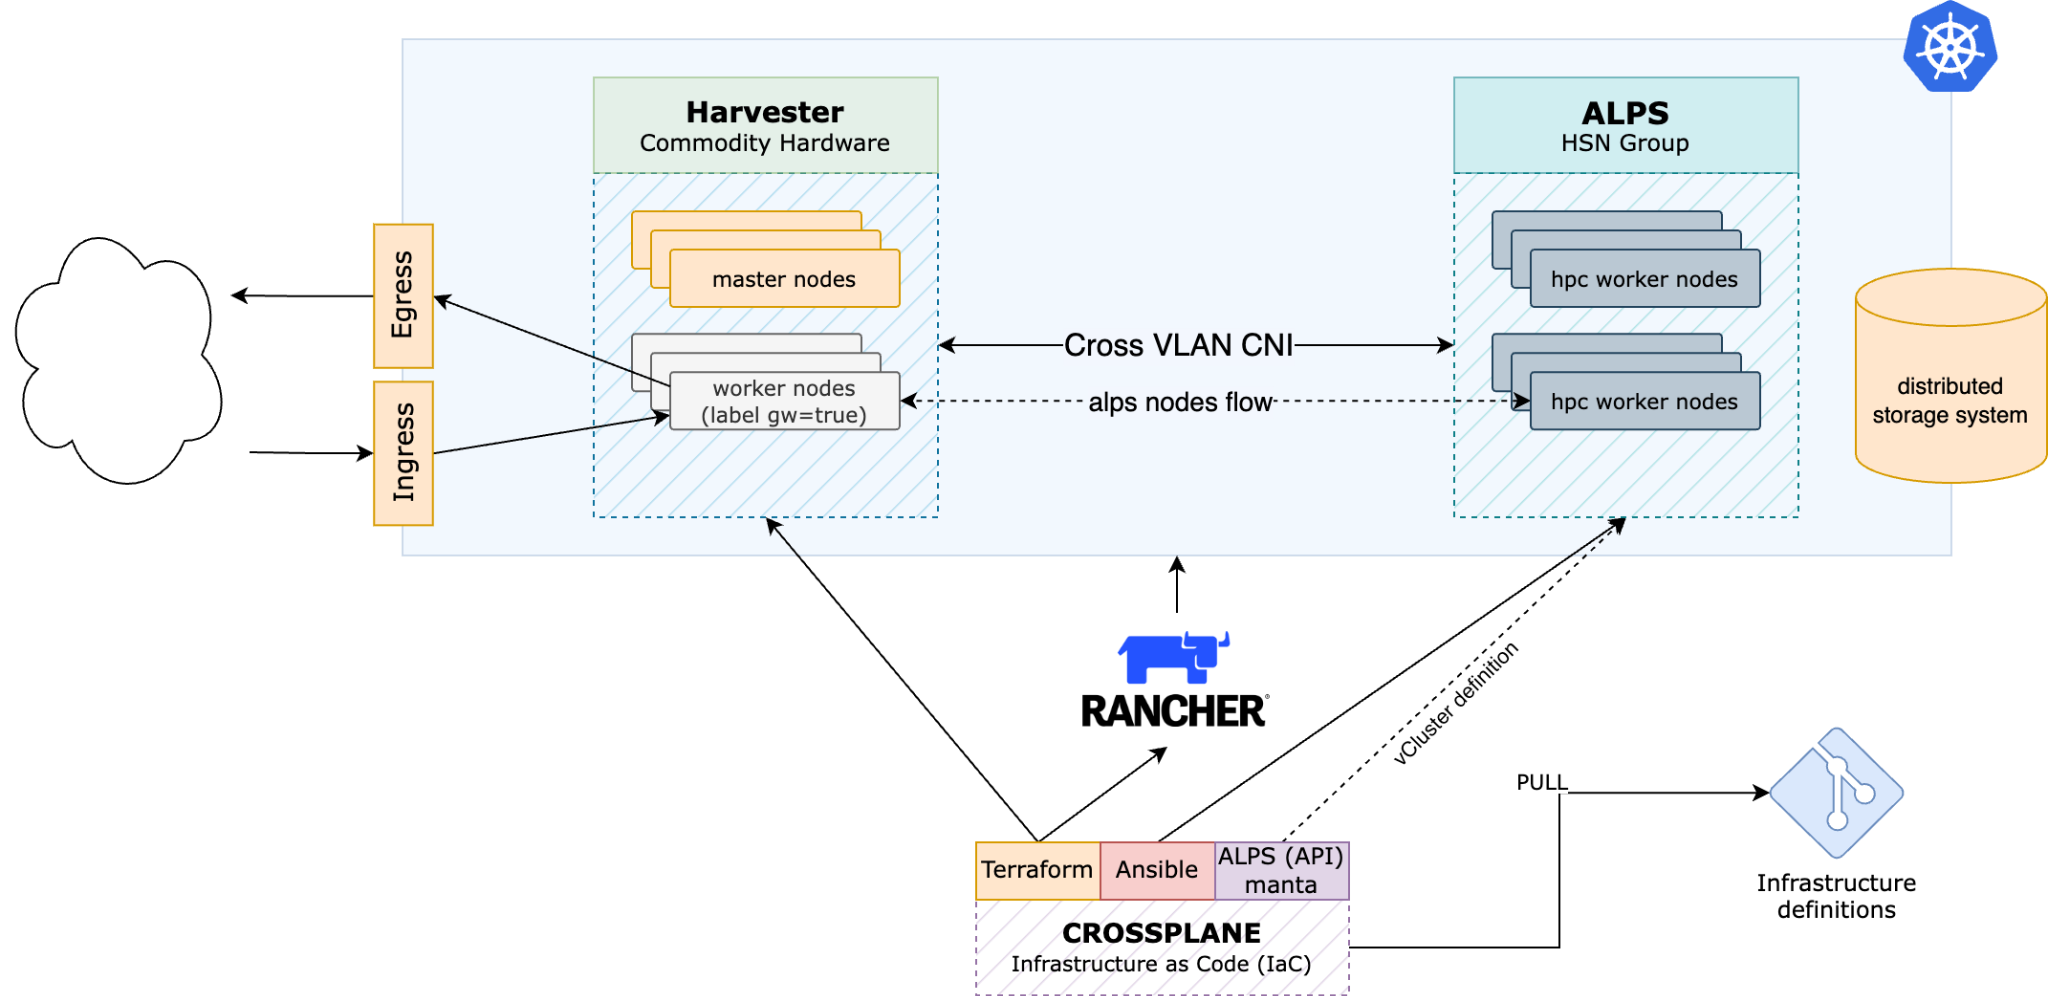 Harvester
Commodity Hardware
ALPS
HSN Group
Egress
Ingress
master nodes
worker nodes
(label gw=true)
Cross VLAN CNI
alps nodes flow
hpc worker nodes
hpc worker nodes
distributed
storage system
RANCHER
vCluster definition
PULL
Terraform
Ansible
ALPS (API)
manta
CROSSPLANE
Infrastructure as Code (IaC)
Infrastructure
definitions